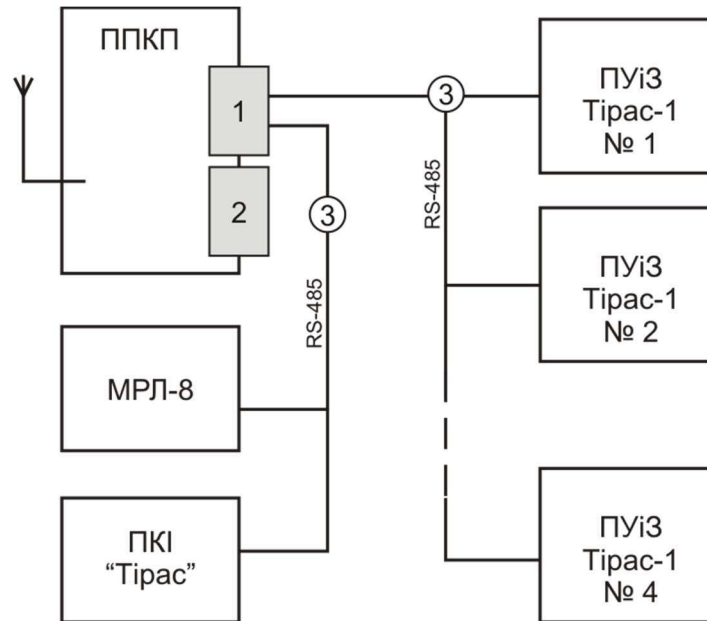 ППКП
1
2
3
3
RS-485
RS-485
ПУіЗ
Тірас-1
№ 1
ПУіЗ
Тірас-1
№ 2
МРЛ-8
ПКІ
“Тірас”
ПУіЗ
Тірас-1
№ 4